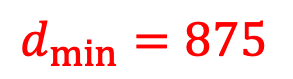 d_min = 875